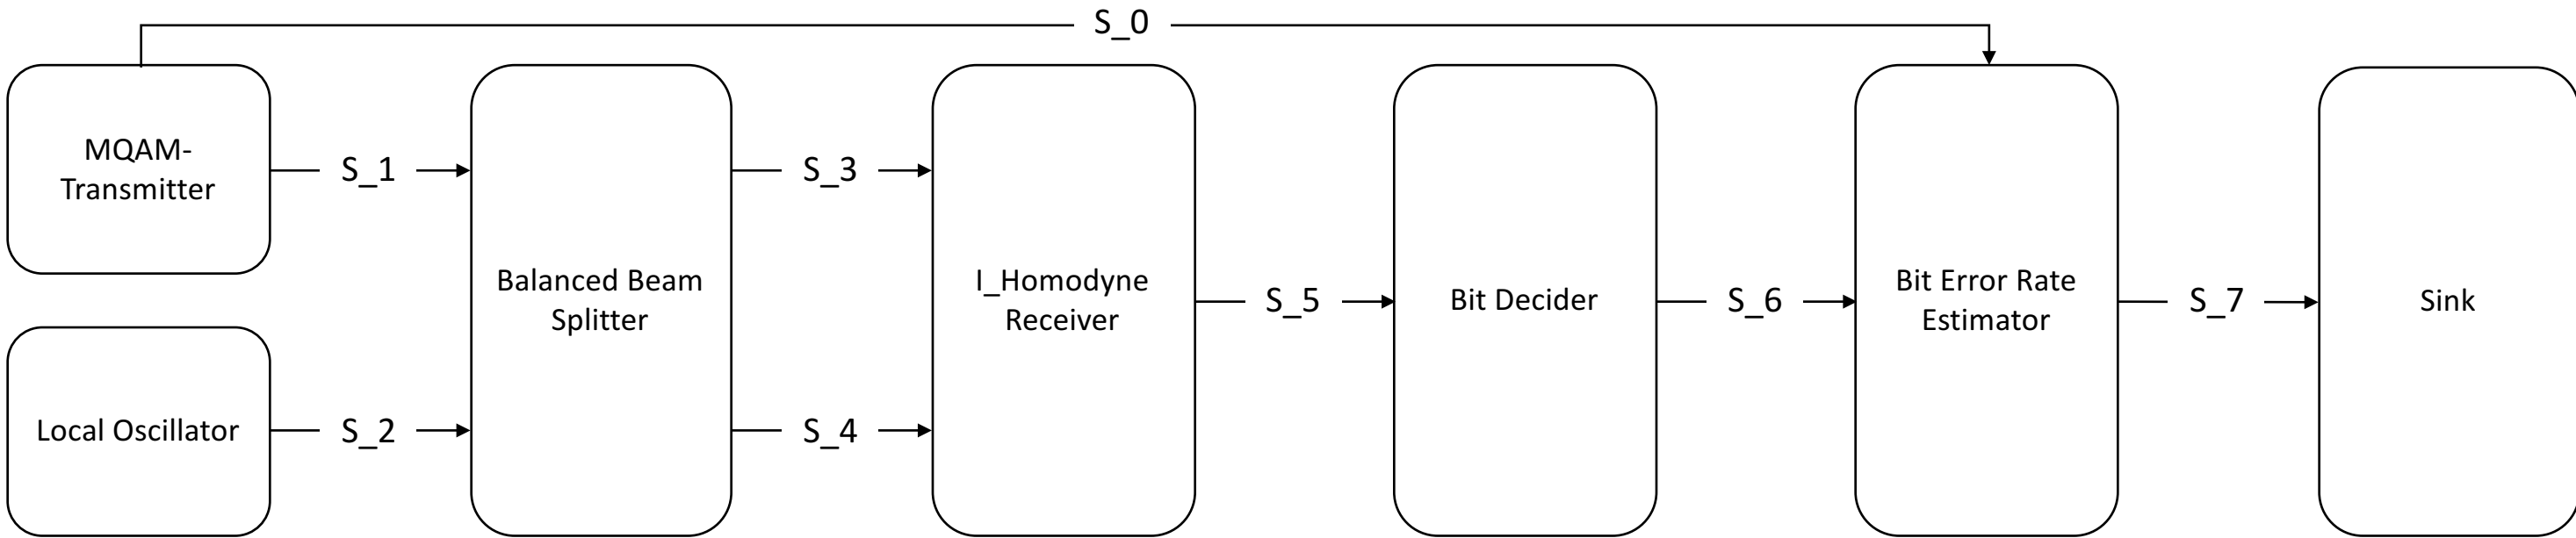 S_0
MQAM-
Transmitter
S_1
Local Oscillator
S_2
Balanced Beam
Splitter
S_3
S_4
I_Homodyne
Receiver
S_5
Bit Decider
S_6
Bit Error Rate
Estimator
S_7
Sink